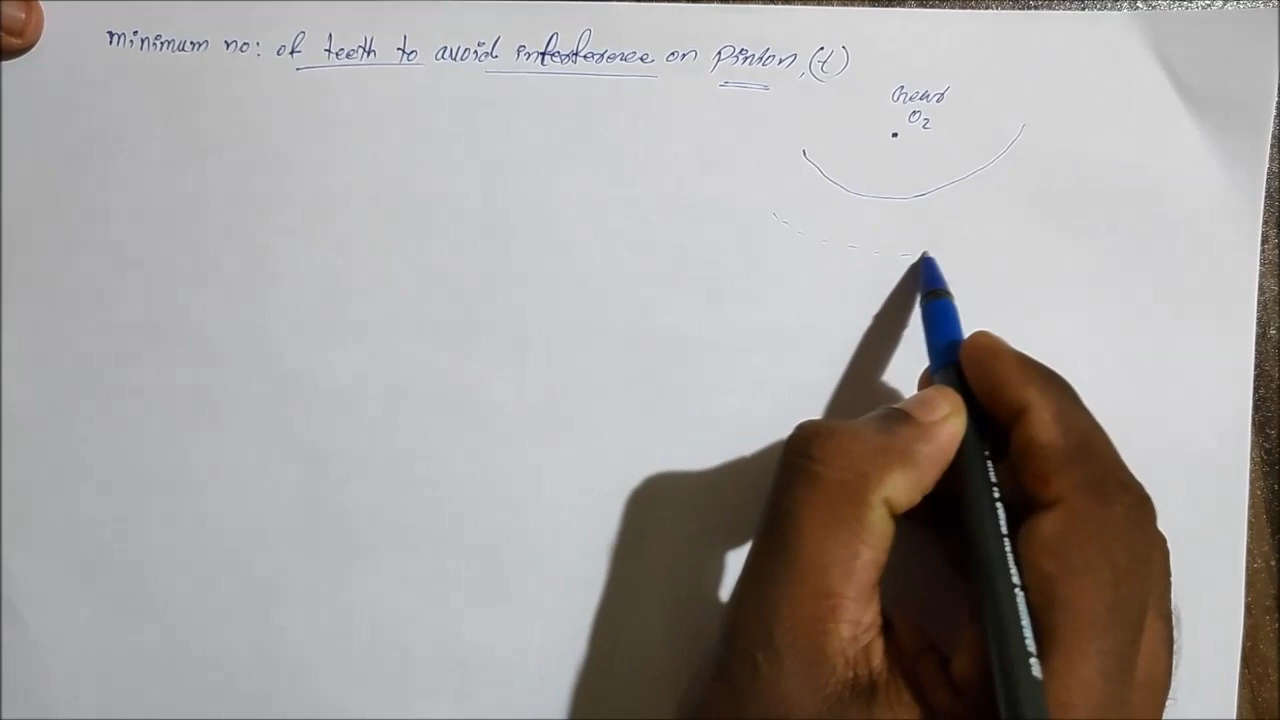 minimum no: of teeth to avoid interference on pinion, (t)
Gear
O2